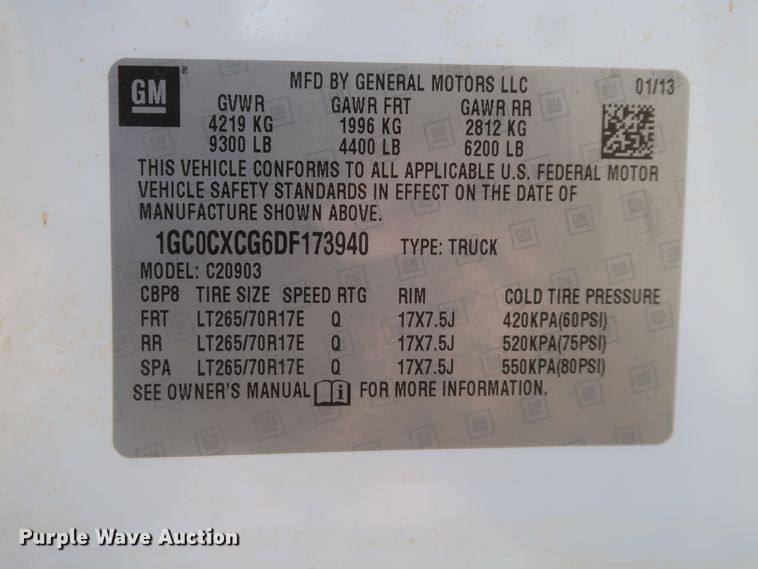 GM MFD BY GENERAL MOTORS LLC 01/13
GVWR GAWR FRT GAWR RR
4219 KG 1996 KG 2812 KG
9300 LB 4400 LB 6200 LB
THIS VEHICLE CONFORMS TO ALL APPLICABLE U.S. FEDERAL MOTOR
VEHICLE SAFETY STANDARDS IN EFFECT ON THE DATE OF
MANUFACTURE SHOWN ABOVE.
1GC0CXCG6DF173940 TYPE: TRUCK
MODEL: C20903
CBP8 TIRE SIZE SPEED RTG RIM COLD TIRE PRESSURE
FRT LT265/70R17E Q 17X7.5J 420KPA(60PSI)
RR LT265/70R17E Q 17X7.5J 520KPA(75PSI)
SPA LT265/70R17E Q 17X7.5J 550KPA(80PSI)
SEE OWNER'S MANUAL i FOR MORE INFORMATION.
Purple Wave Auction